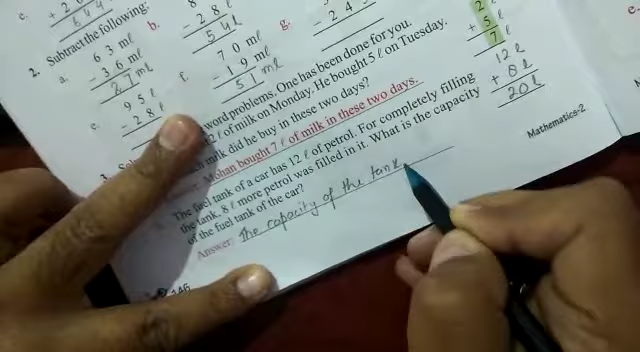 c.
+ 2
6 4 4
2. Subtract the following:
a. 6 3 mℓ
- 3 6 mℓ
2 7 mℓ
b.
- 2 8 ℓ
5 4 ℓ
e. 9 5 ℓ
- 2 8 ℓ
f. 7 0 mℓ
- 1 9 mℓ
5 1 mℓ
g.
- 2 4
word problems. One has been done for you.
2 ℓ of milk on Monday. He bought 5 ℓ on Tuesday.
milk did he buy in these two days?
Mohan bought 7 ℓ of milk in these two days.
2 ℓ
+ 5 ℓ
7 ℓ
The fuel tank of a car has 12 ℓ of petrol. For completely filling
the tank, 8 ℓ more petrol was filled in it. What is the capacity
of the fuel tank of the car?
12 ℓ
+ 8 ℓ
20 ℓ
Answer: The capacity of the tank
Mathematics-2
146
e.